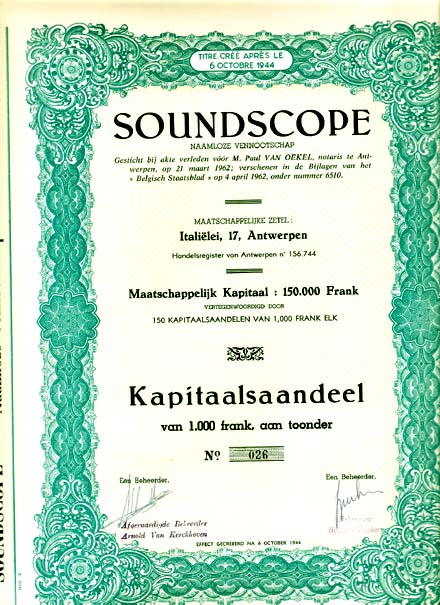 TITRE CRÉÉ APRÈS LE
6 OCTOBRE 1944
SOUNDSCOPE
NAAMLOZE VENNOOTSCHAP
Gesticht bij akte verleden vóór M. Paul VAN OEKEL, notaris te Ant-
werpen, op 21 maart 1962; verschenen in de Bijlagen van het
« Belgisch Staatsblad » op 4 april 1962, onder nummer 6510.
MAATSCHAPPELIJKE ZETEL :
Italiëlei, 17, Antwerpen
Handelsregister van Antwerpen nr 156.744
Maatschappelijk Kapitaal : 150.000 Frank
VERTEGENWOORDIGD DOOR
150 KAPITAALSAANDELEN VAN 1,000 FRANK ELK
Kapitaalsaandeel
van 1.000 frank, aan toonder
No 026
Een Beheerder,
Een Beheerder,
Afgevaardigde Beheerder
Arnold Van Kerckhoven
EFFECT GECREEERD NA 6 OCTOBER 1944
SOUNDSCOPE